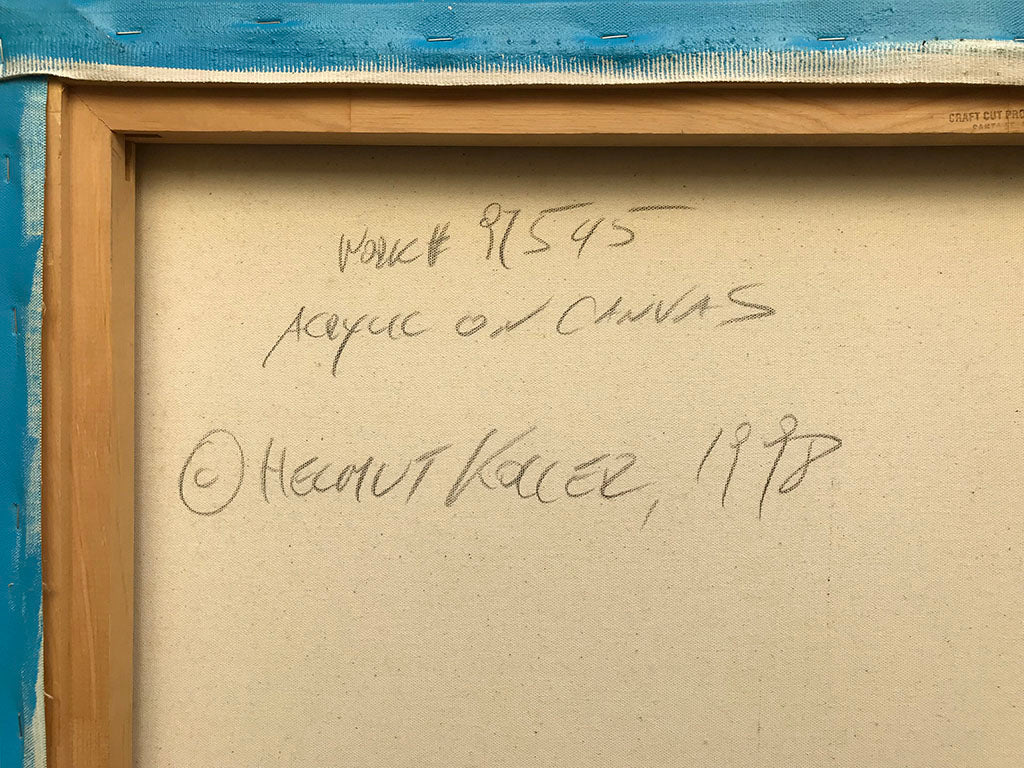 CRAFT CUT PRO
WORK# 97545
ACRYLIC ON CANVAS
© HELMUT KOLLER, 1998